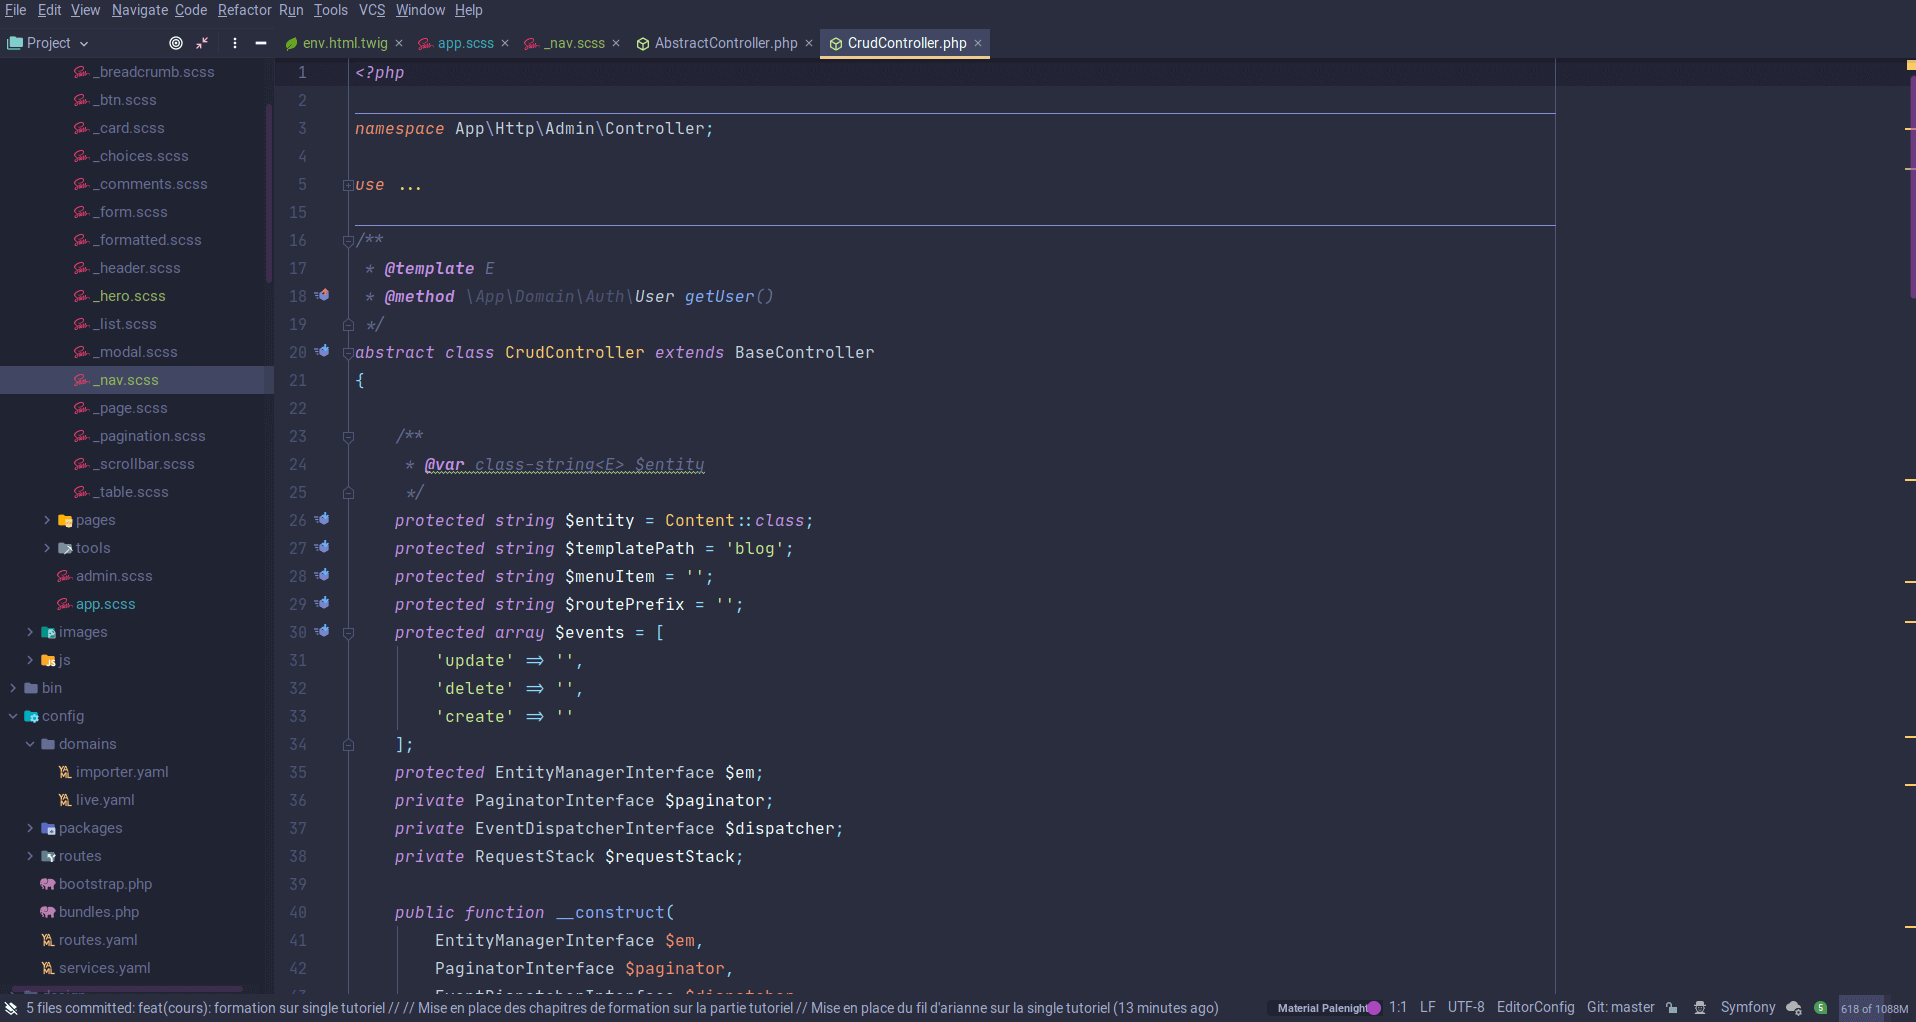 File Edit View Navigate Code Refactor Run Tools VCS Window Help
Project env.html.twig app.scss _nav.scss AbstractController.php CrudController.php
_breadcrumb.scss
_btn.scss
_card.scss
_choices.scss
_comments.scss
_form.scss
_formatted.scss
_header.scss
_hero.scss
_list.scss
_modal.scss
_nav.scss
_page.scss
_pagination.scss
_scrollbar.scss
_table.scss
pages
tools
admin.scss
app.scss
images
js
bin
config
domains
importer.yaml
live.yaml
packages
routes
bootstrap.php
bundles.php
routes.yaml
services.yaml
1 <?php
2
3 namespace App\Http\Admin\Controller;
4
5 use ...
15
16 /**
17 * @template E
18 * @method \App\Domain\Auth\User getUser()
19 */
20 abstract class CrudController extends BaseController
21 {
22
23 /**
24 * @var class-string<E> $entity
25 */
26 protected string $entity = Content::class;
27 protected string $templatePath = 'blog';
28 protected string $menuItem = '';
29 protected string $routePrefix = '';
30 protected array $events = [
31 'update' => '',
32 'delete' => '',
33 'create' => ''
34 ];
35 protected EntityManagerInterface $em;
36 private PaginatorInterface $paginator;
37 private EventDispatcherInterface $dispatcher;
38 private RequestStack $requestStack;
39
40 public function __construct(
41 EntityManagerInterface $em,
42 PaginatorInterface $paginator,
43 EventDispatcherInterface $dispatcher
5 files committed: feat(cours): formation sur single tutoriel // // Mise en place des chapitres de formation sur la partie tutoriel // Mise en place du fil d'arianne sur la single tutoriel (13 minutes ago) Material Palenight 1:1 LF UTF-8 EditorConfig Git: master Symfony 5 618 of 1088M